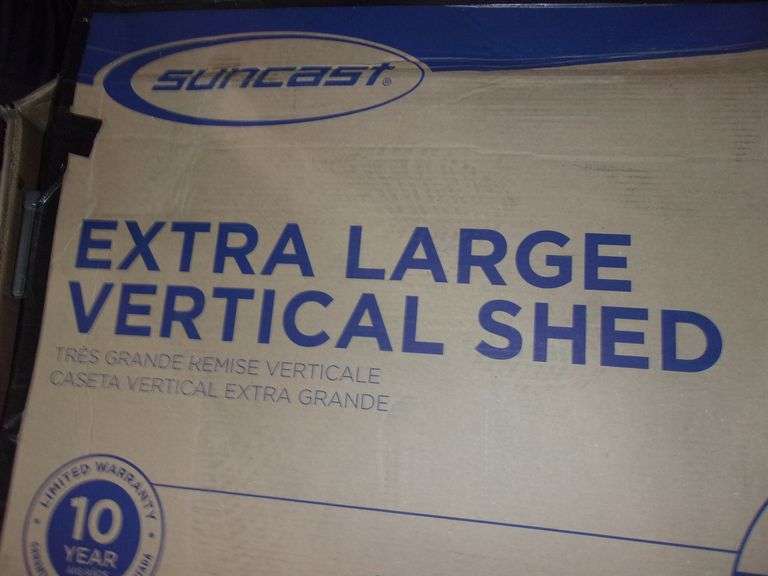 suncast®
EXTRA LARGE
VERTICAL SHED
TRÈS GRANDE REMISE VERTICALE
CASETA VERTICAL EXTRA GRANDE
LIMITED WARRANTY
10
YEAR